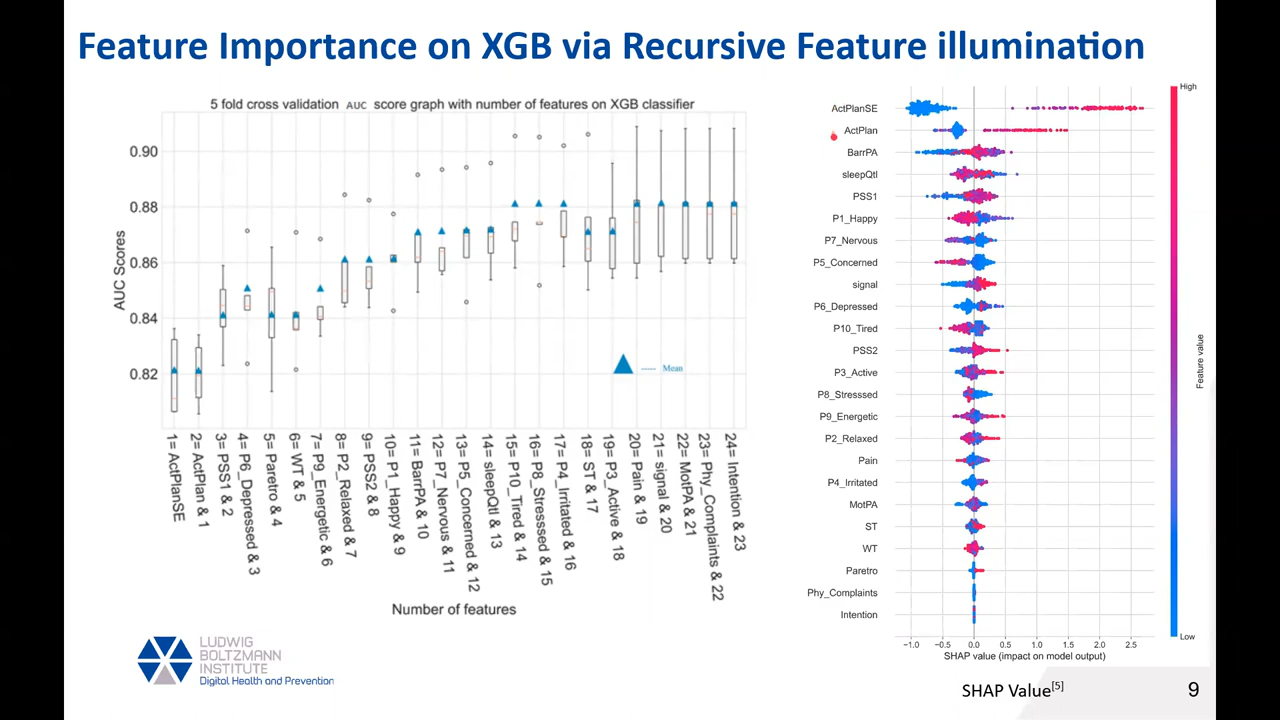 Feature Importance on XGB via Recursive Feature illumination
5 fold cross validation AUC score graph with number of features on XGB classifier
0.90
0.88
0.86
0.84
0.82
AUC Scores
Mean
1= ActPlanSE
2= ActPlan & 1
3= PSS1 & 2
4= P6_Depressed & 3
5= Paretro & 4
6= WT & 5
7= P9_Energetic & 6
8= P2_Relaxed & 7
9= PSS2 & 8
10= P1_Happy & 9
11= BarrPA & 10
12= P7_Nervous & 11
13= P5_Concerned & 12
14= sleepQtl & 13
15= P10_Tired & 14
16= P8_Stresssed & 15
17= P4_Irritated & 16
18= ST & 17
19= P3_Active & 18
20= Pain & 19
21= signal & 20
22= MotPA & 21
23= Phy_Complaints & 22
24= Intention & 23
Number of features
ActPlanSE
ActPlan
BarrPA
sleepQtl
PSS1
P1_Happy
P7_Nervous
P5_Concerned
signal
P6_Depressed
P10_Tired
PSS2
P3_Active
P8_Stresssed
P9_Energetic
P2_Relaxed
Pain
P4_Irritated
MotPA
ST
WT
Paretro
Phy_Complaints
Intention
−1.0 −0.5 0.0 0.5 1.0 1.5 2.0 2.5
SHAP value (impact on model output)
High
Feature value
Low
LUDWIG
BOLTZMANN
INSTITUTE
Digital Health and Prevention
SHAP Value[5]
9